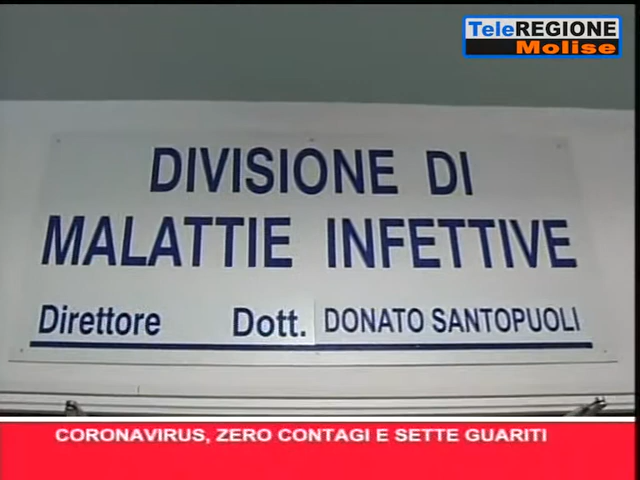 TeleREGIONE
Molise
DIVISIONE DI
MALATTIE INFETTIVE
Direttore Dott. DONATO SANTOPUOLI
CORONAVIRUS, ZERO CONTAGI E SETTE GUARITI